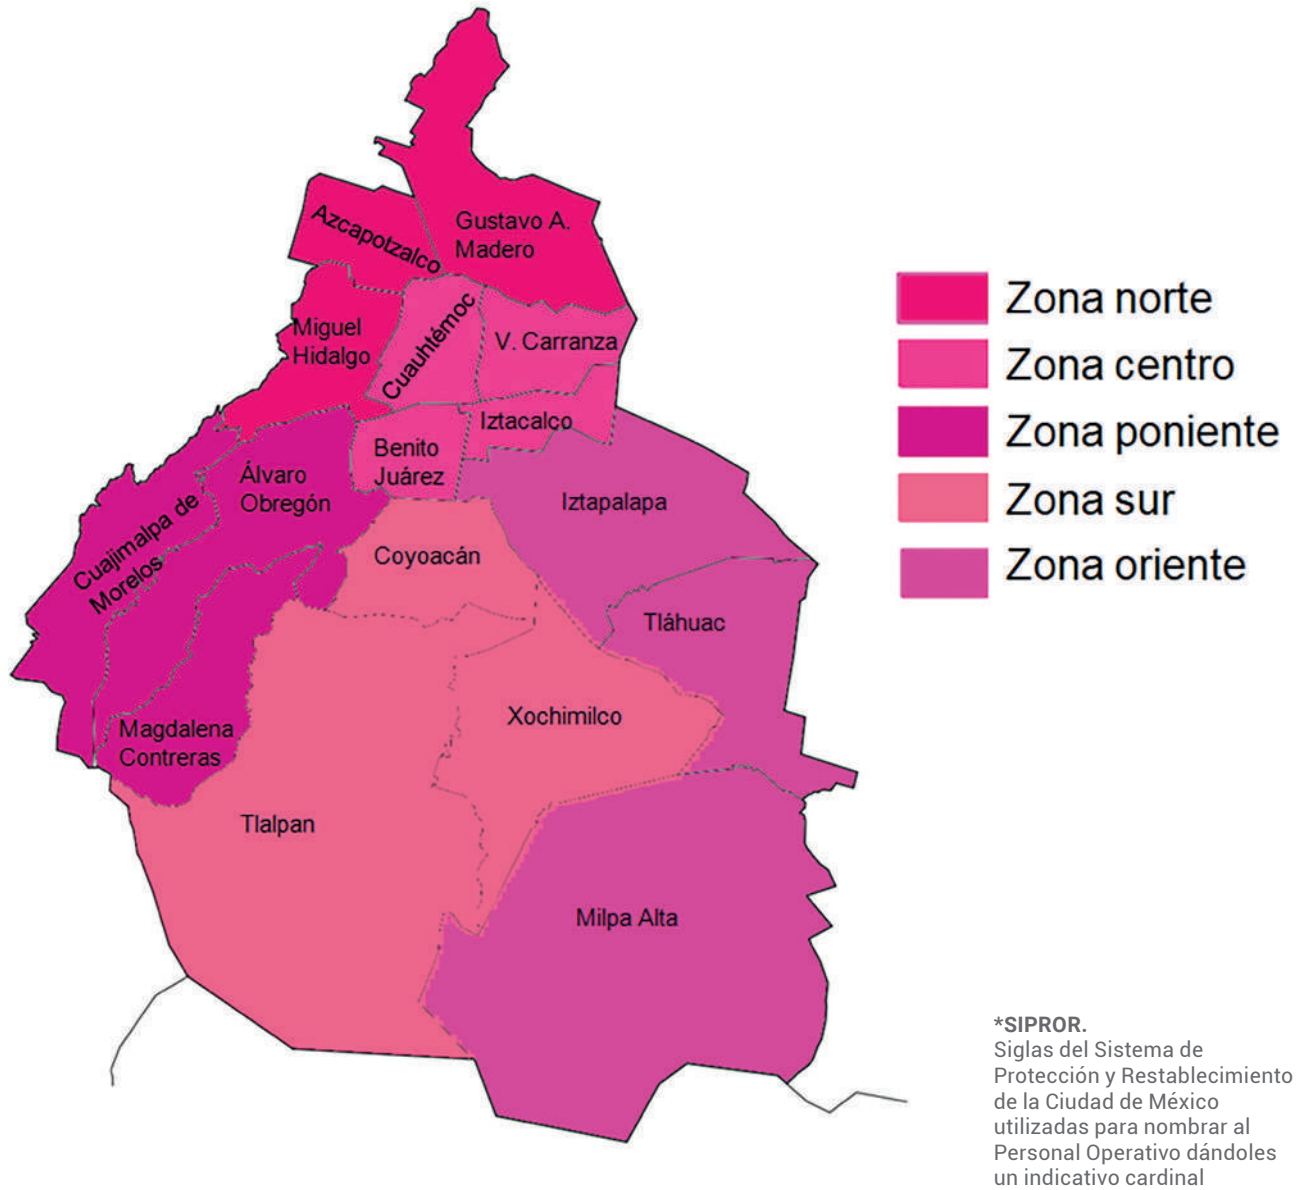 Azcapotzalco
Gustavo A.
Madero
Miguel
Hidalgo
Cuauhtémoc
V. Carranza
Iztacalco
Benito
Juárez
Álvaro
Obregón
Cuajimalpa de
Morelos
Iztapalapa
Coyoacán
Tláhuac
Magdalena
Contreras
Xochimilco
Tlalpan
Milpa Alta
Zona norte
Zona centro
Zona poniente
Zona sur
Zona oriente
*SIPROR.
Siglas del Sistema de
Protección y Restablecimiento
de la Ciudad de México
utilizadas para nombrar al
Personal Operativo dándoles
un indicativo cardinal